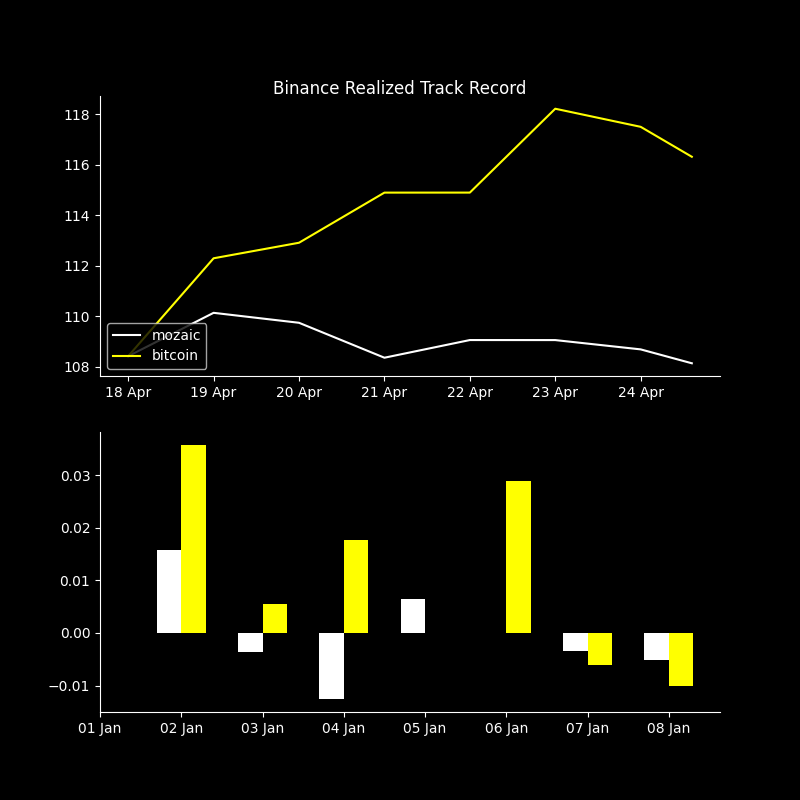 Binance Realized Track Record
118
116
114
112
110
108
mozaic
bitcoin
18 Apr 19 Apr 20 Apr 21 Apr 22 Apr 23 Apr 24 Apr
0.03
0.02
0.01
0.00
−0.01
01 Jan 02 Jan 03 Jan 04 Jan 05 Jan 06 Jan 07 Jan 08 Jan